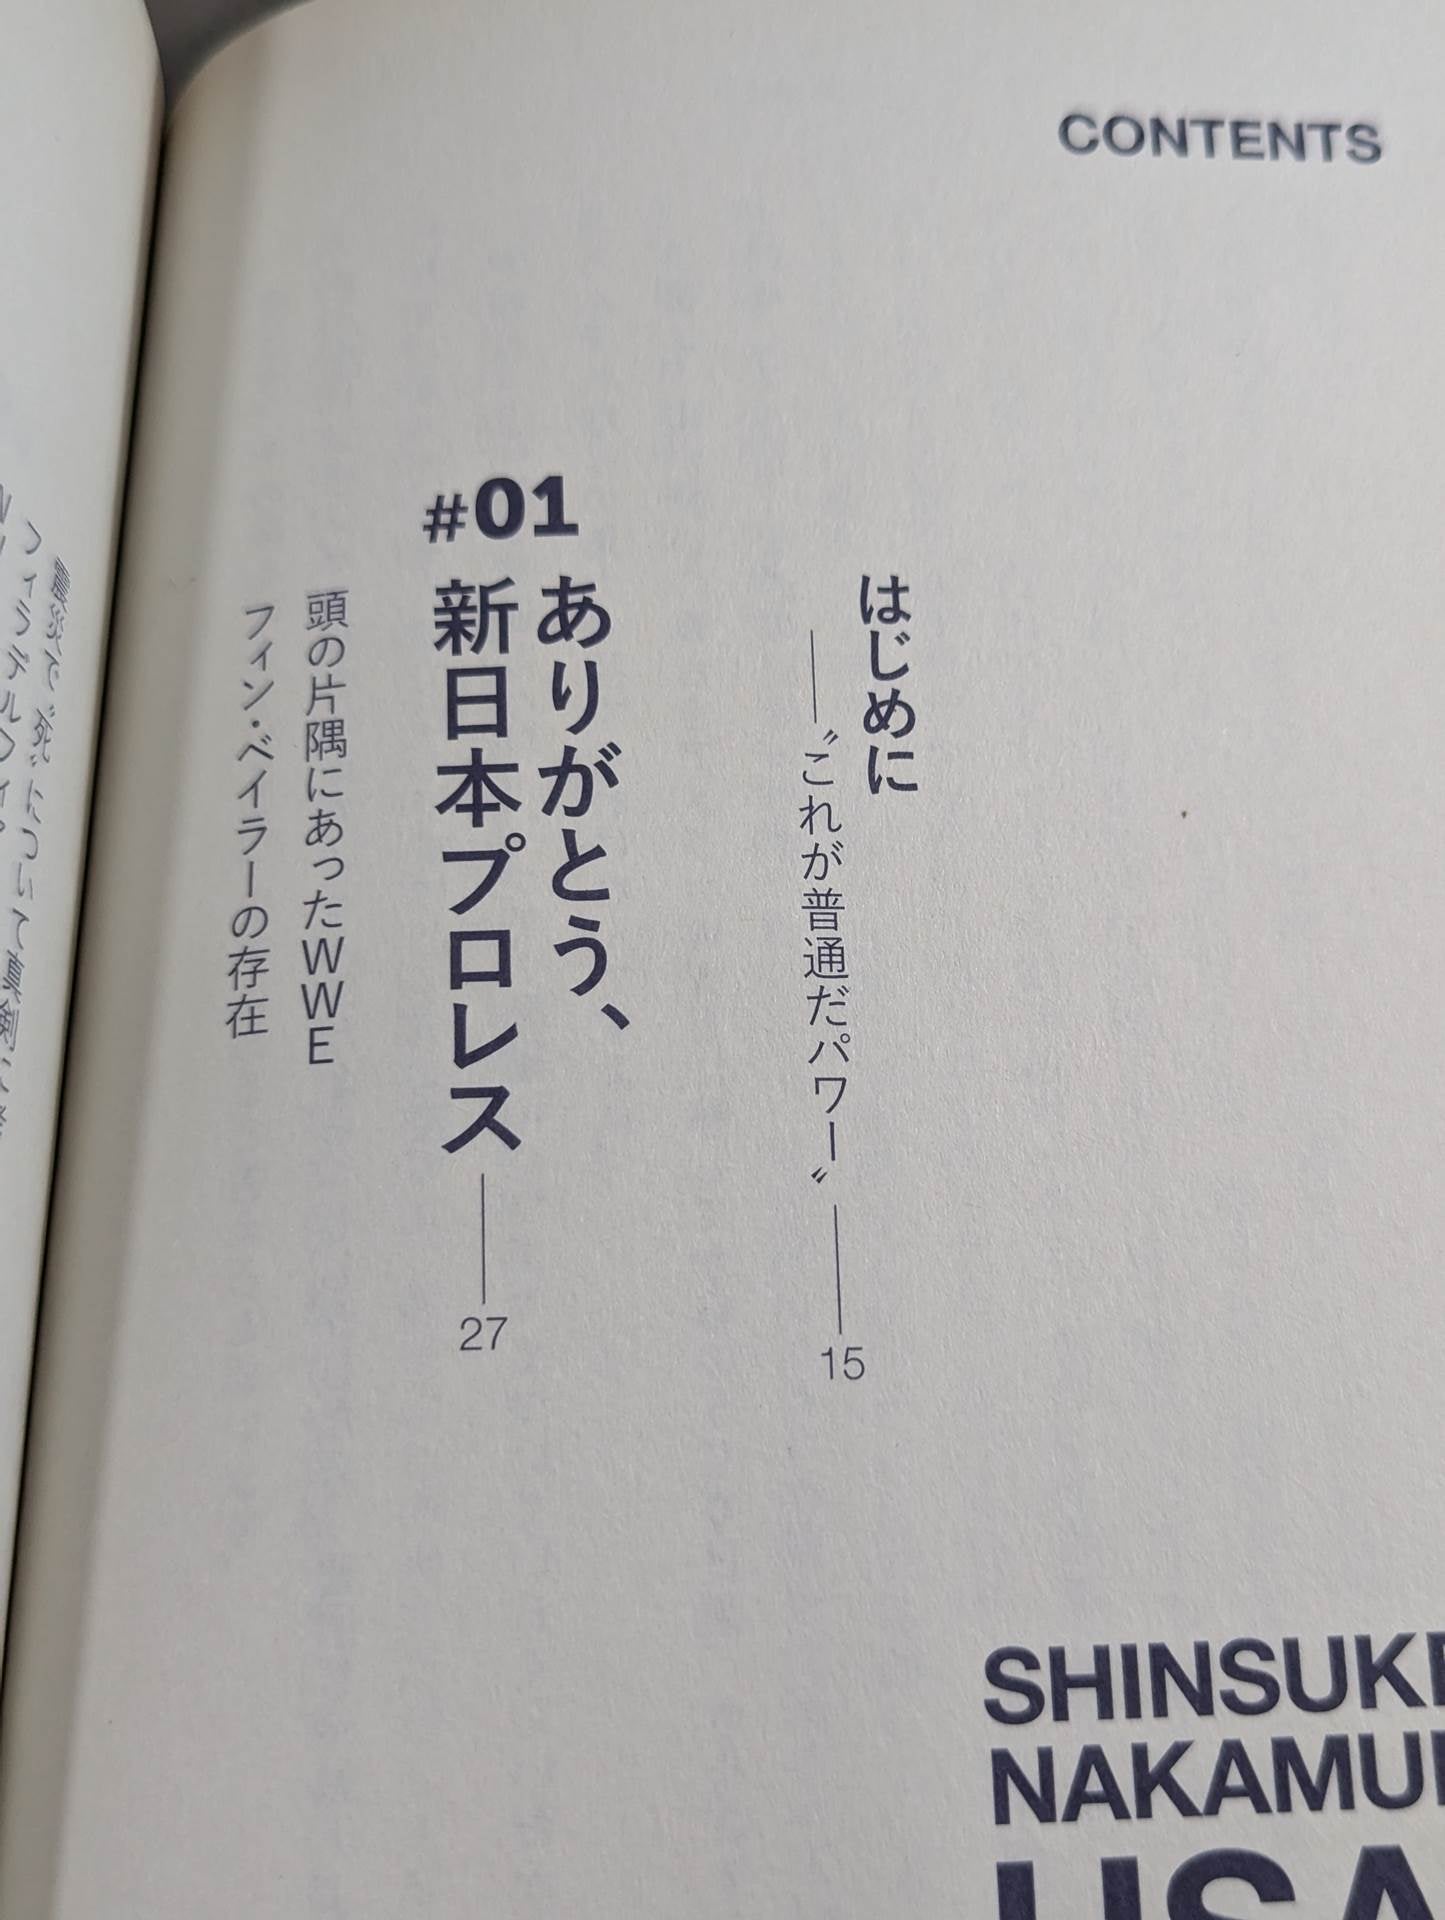 CONTENTS
はじめに
――〝これが普通だパワー〟――15
#01
ありがとう、
新日本プロレス――27
頭の片隅にあったWWE
フィン・ベイラーの存在
SHINSUKE
NAKAMU
USA